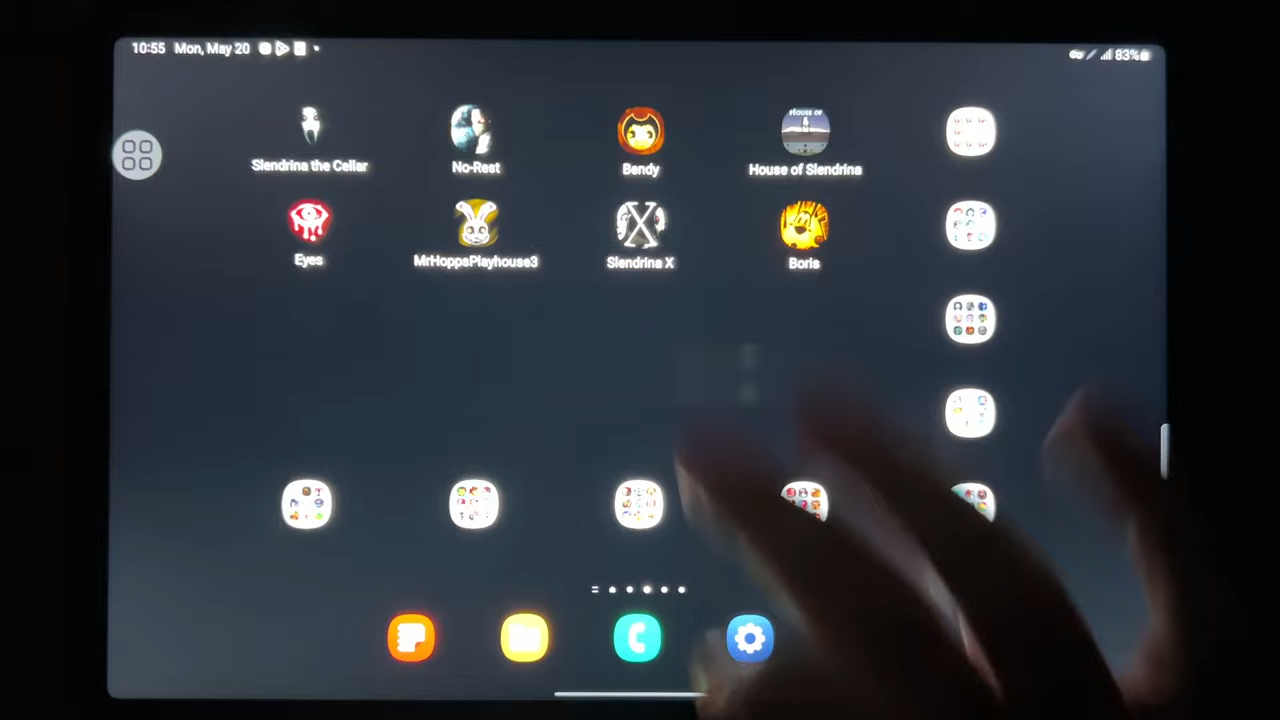 10:55 Mon, May 20
83%
Slendrina the Cellar
No-Rest
Bendy
HOUSE OF
House of Slendrina
Eyes
MrHoppsPlayhouse3
X
Slendrina X
Boris